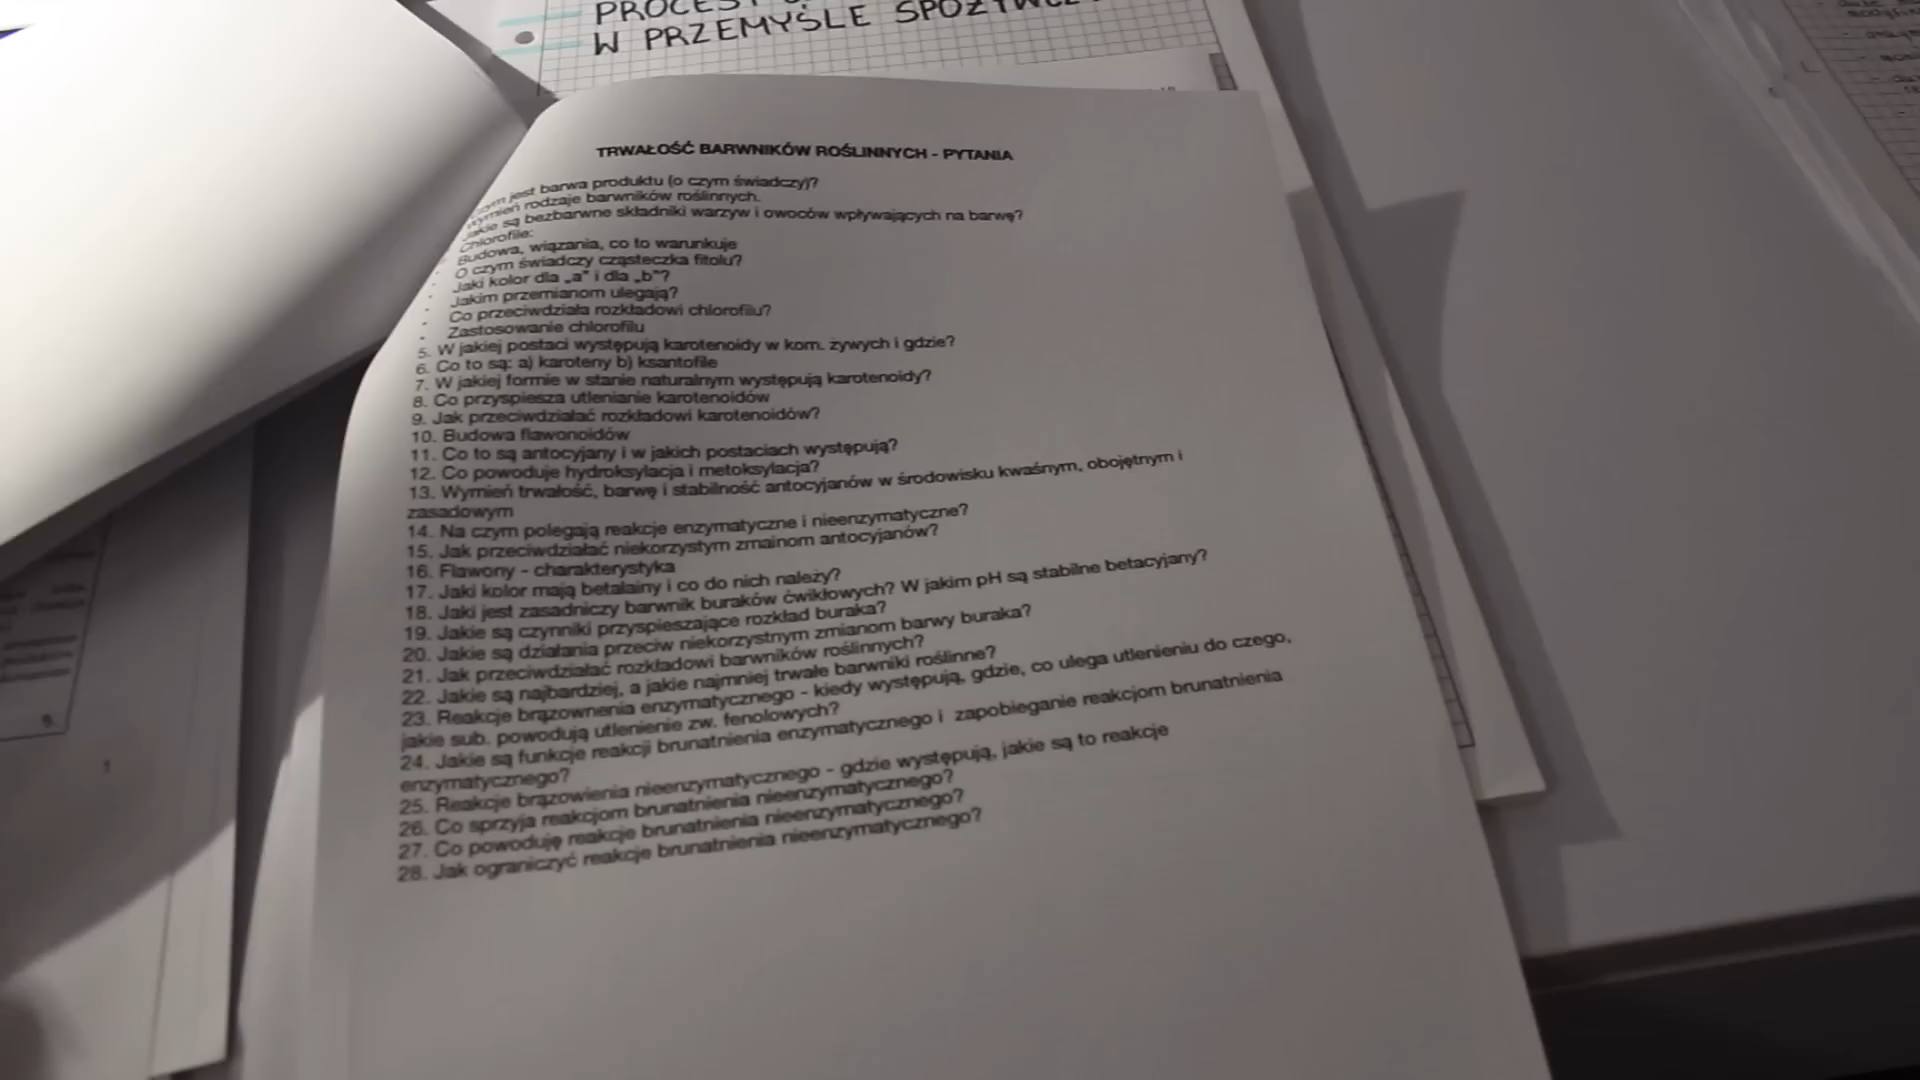 W PRZEMYŚLE
TRWAŁOŚĆ BARWNIKÓW ROŚLINNYCH - PYTANIA
jest barwa produktu (o czym świadczy)?
rodzaje barwników roślinnych.
Jakie są bezbarwne składniki warzyw i owoców wpływających na barwę?
Chlorofile:
Budowa, wiązania, co to warunkuje
O czym świadczy cząsteczka fitolu?
Jaki kolor dla „a” i dla „b”?
Jakim przemianom ulegają?
Co przeciwdziała rozkładowi chlorofilu?
Zastosowanie chlorofilu
5. W jakiej postaci występują karotenoidy w kom. żywych i gdzie?
6. Co to są: a) karoteny b) ksantofile
7. W jakiej formie w stanie naturalnym występują karotenoidy?
8. Co przyspiesza utlenianie karotenoidów
9. Jak przeciwdziałać rozkładowi karotenoidów?
10. Budowa flawonoidów
11. Co to są antocyjany i w jakich postaciach występują?
12. Co powoduje hydroksylacja i metoksylacja?
13. Wymień trwałość, barwę i stabilność antocyjanów w środowisku kwaśnym, obojętnym i
zasadowym
14. Na czym polegają reakcje enzymatyczne i nieenzymatyczne?
15. Jak przeciwdziałać niekorzystym zmainom antocyjanów?
16. Flawony - charakterystyka
17. Jaki kolor mają betalainy i co do nich należy?
18. Jaki jest zasadniczy barwnik buraków ćwikłowych? W jakim pH są stabilne betacyjany?
19. Jakie są czynniki przyspieszające rozkład buraka?
20. Jakie są działania przeciw niekorzystnym zmianom barwy buraka?
21. Jak przeciwdziałać rozkładowi barwników roślinnych?
22. Jakie są najbardziej, a jakie najmniej trwałe barwniki roślinne?
23. Reakcje brązownenia enzymatycznego - kiedy występują, gdzie, co ulega utlenieniu do czego,
jakie sub. powodują utlenienie zw. fenolowych?
24. Jakie są funkcje reakcji brunatnienia enzymatycznego i zapobieganie reakcjom brunatnienia
enzymatycznego?
25. Reakcje brązowienia nieenzymatycznego - gdzie występują, jakie są to reakcje
26. Co sprzyja reakcjom brunatnienia nieenzymatycznego?
27. Co powoduję reakcje brunatnienia nieenzymatycznego?
28. Jak ograniczyć reakcje brunatnienia nieenzymatycznego?